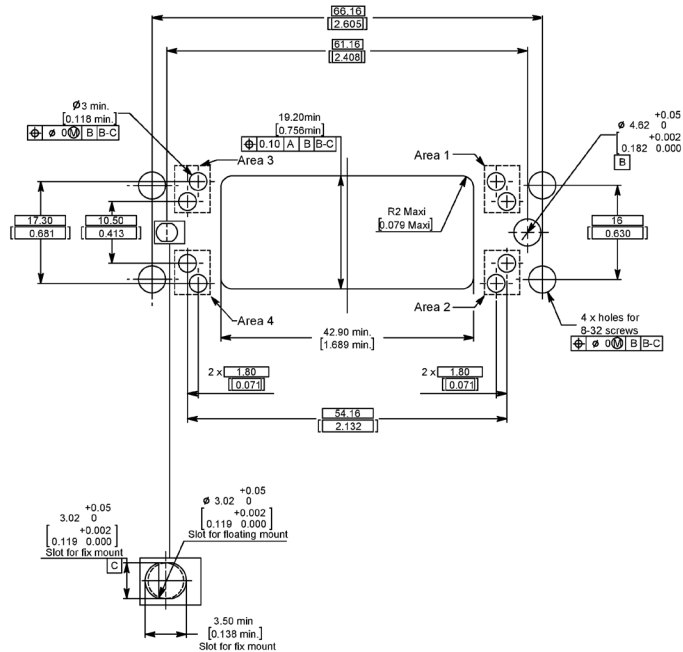 66.16
[2.605]
61.16
[2.408]
Ø3 min.
[0.118 min.]
⌖ ø 0Ⓜ B B-C
19.20min
[0.756min]
⌖ 0.10 A B B-C
ø 4.62 +0.05 0
[0.182 +0.002 0.000]
B
Area 3
Area 1
17.30
[0.681]
10.50
[0.413]
R2 Maxi
[0.079 Maxi]
16
[0.630]
Area 4
Area 2
42.90 min.
[1.689 min.]
4 x holes for
8-32 screws
⌖ ø 0Ⓜ B B-C
2 x 1.80
[0.071]
2 x 1.80
[0.071]
54.16
[2.132]
3.02 +0.05 0
[0.119 +0.002 0.000]
Slot for fix mount
C
ø 3.02 +0.05 0
[0.119 +0.002 0.000]
Slot for floating mount
3.50 min
[0.138 min.]
Slot for fix mount